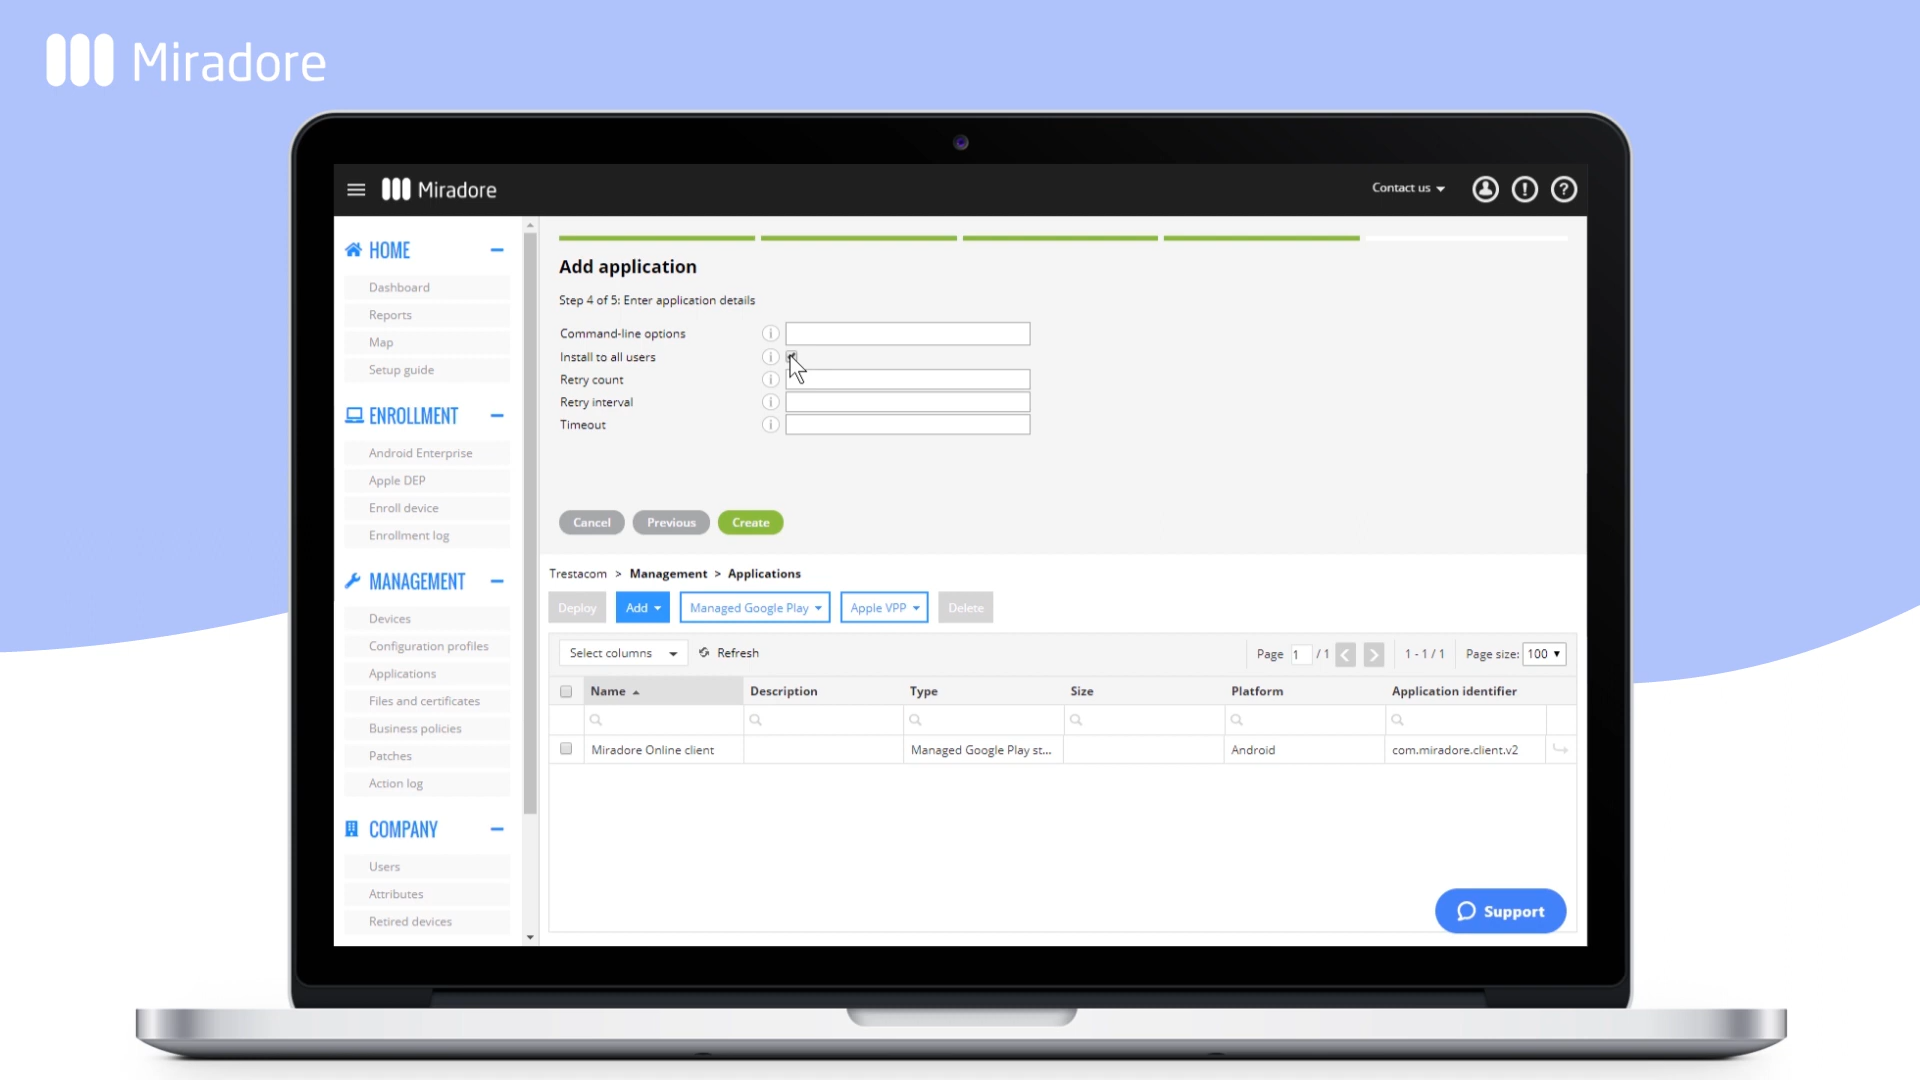 Miradore
Miradore
Contact us
HOME
Dashboard
Reports
Map
Setup guide
ENROLLMENT
Android Enterprise
Apple DEP
Enroll device
Enrollment log
MANAGEMENT
Devices
Configuration profiles
Applications
Files and certificates
Business policies
Patches
Action log
COMPANY
Users
Attributes
Retired devices
Add application
Step 4 of 5: Enter application details
Command-line options
Install to all users
Retry count
Retry interval
Timeout
Cancel Previous Create
Trestacom > Management > Applications
Deploy Add Managed Google Play Apple VPP Delete
Select columns Refresh Page 1 / 1 1 - 1 / 1 Page size: 100
Name Description Type Size Platform Application identifier
Miradore Online client Managed Google Play st... Android com.miradore.client.v2
Support